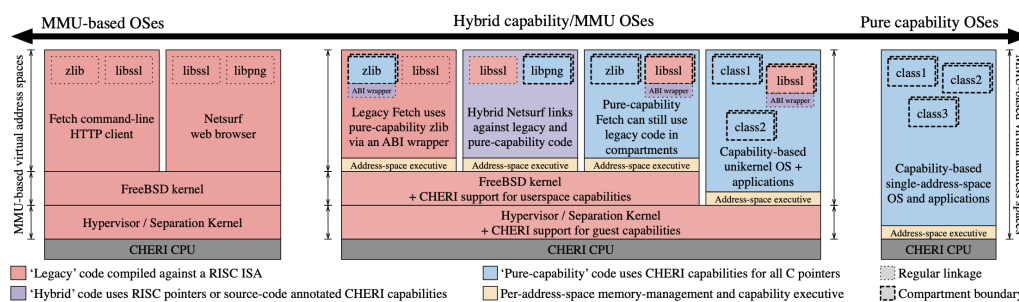 MMU-based OSes
Hybrid capability/MMU OSes
Pure capability OSes
MMU-based virtual address spaces
zlib
libssl
Fetch command-line
HTTP client
libssl
libpng
Netsurf
web browser
FreeBSD kernel
Hypervisor / Separation Kernel
CHERI CPU
zlib
ABI wrapper
libssl
Legacy Fetch uses
pure-capability zlib
via an ABI wrapper
Address-space executive
libssl
libpng
Hybrid Netsurf links
against legacy and
pure-capability code
Address-space executive
zlib
libssl
ABI wrapper
Pure-capability
Fetch can still use
legacy code in
compartments
Address-space executive
class1
libssl
ABI wrapper
class2
Capability-based
unikernel OS +
applications
Address-space executive
FreeBSD kernel
+ CHERI support for userspace capabilities
Hypervisor / Separation Kernel
+ CHERI support for guest capabilities
CHERI CPU
class1
class2
class3
Capability-based
single-address-space
OS and applications
Address-space executive
CHERI CPU
'Legacy' code compiled against a RISC ISA
'Hybrid' code uses RISC pointers or source-code annotated CHERI capabilities
'Pure-capability' code uses CHERI capabilities for all C pointers
Per-address-space memory-management and capability executive
Regular linkage
Compartment boundary